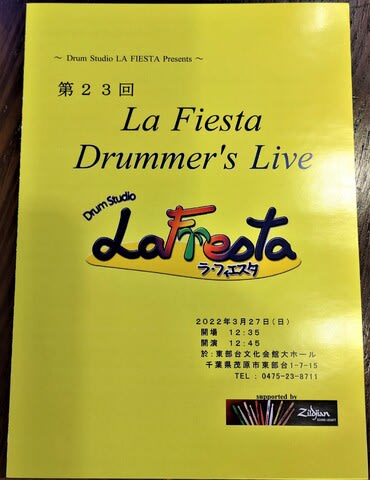 ～ Drum Studio LA FIESTA Presents ～
第２３回
La Fiesta
Drummer's Live
Drum Studio
La Fiesta
ラ・フィエスタ
２０２２年３月２７日（日）
開場　１２：３５
開演　１２：４５
於：東部台文化会館大ホール
千葉県茂原市東部台1-7-15
TEL : 0475-23-8711
supported by
Zildjian